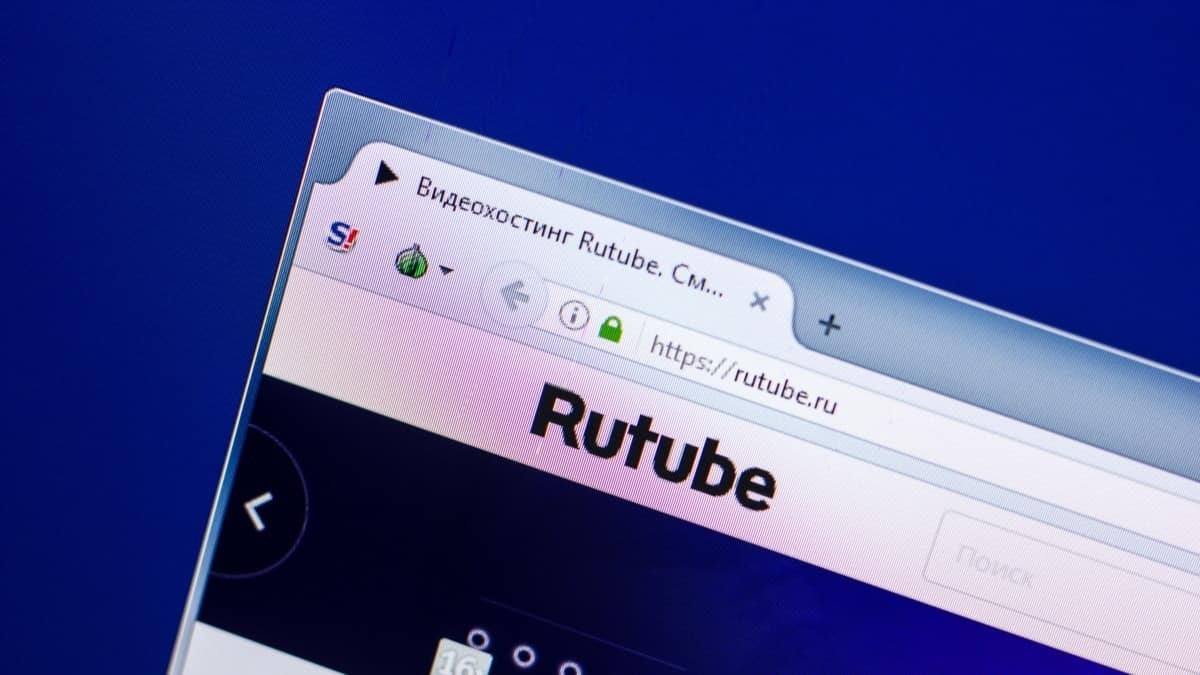 Видеохостинг Rutube. См...
S!
https://rutube.ru
Rutube
Поиск
16+